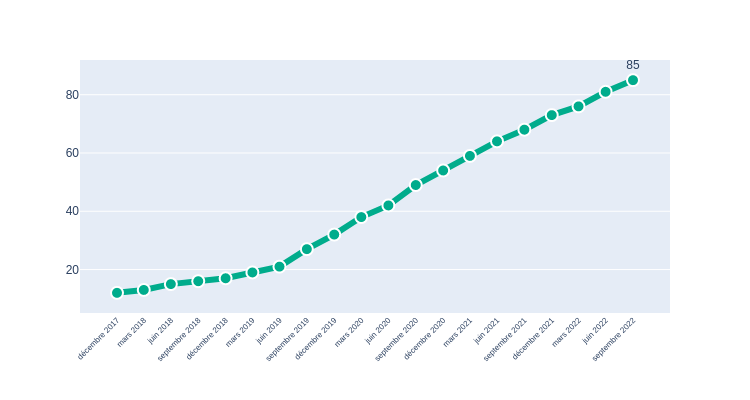 85
80
60
40
20
décembre 2017
mars 2018
juin 2018
septembre 2018
décembre 2018
mars 2019
juin 2019
septembre 2019
décembre 2019
mars 2020
juin 2020
septembre 2020
décembre 2020
mars 2021
juin 2021
septembre 2021
décembre 2021
mars 2022
juin 2022
septembre 2022